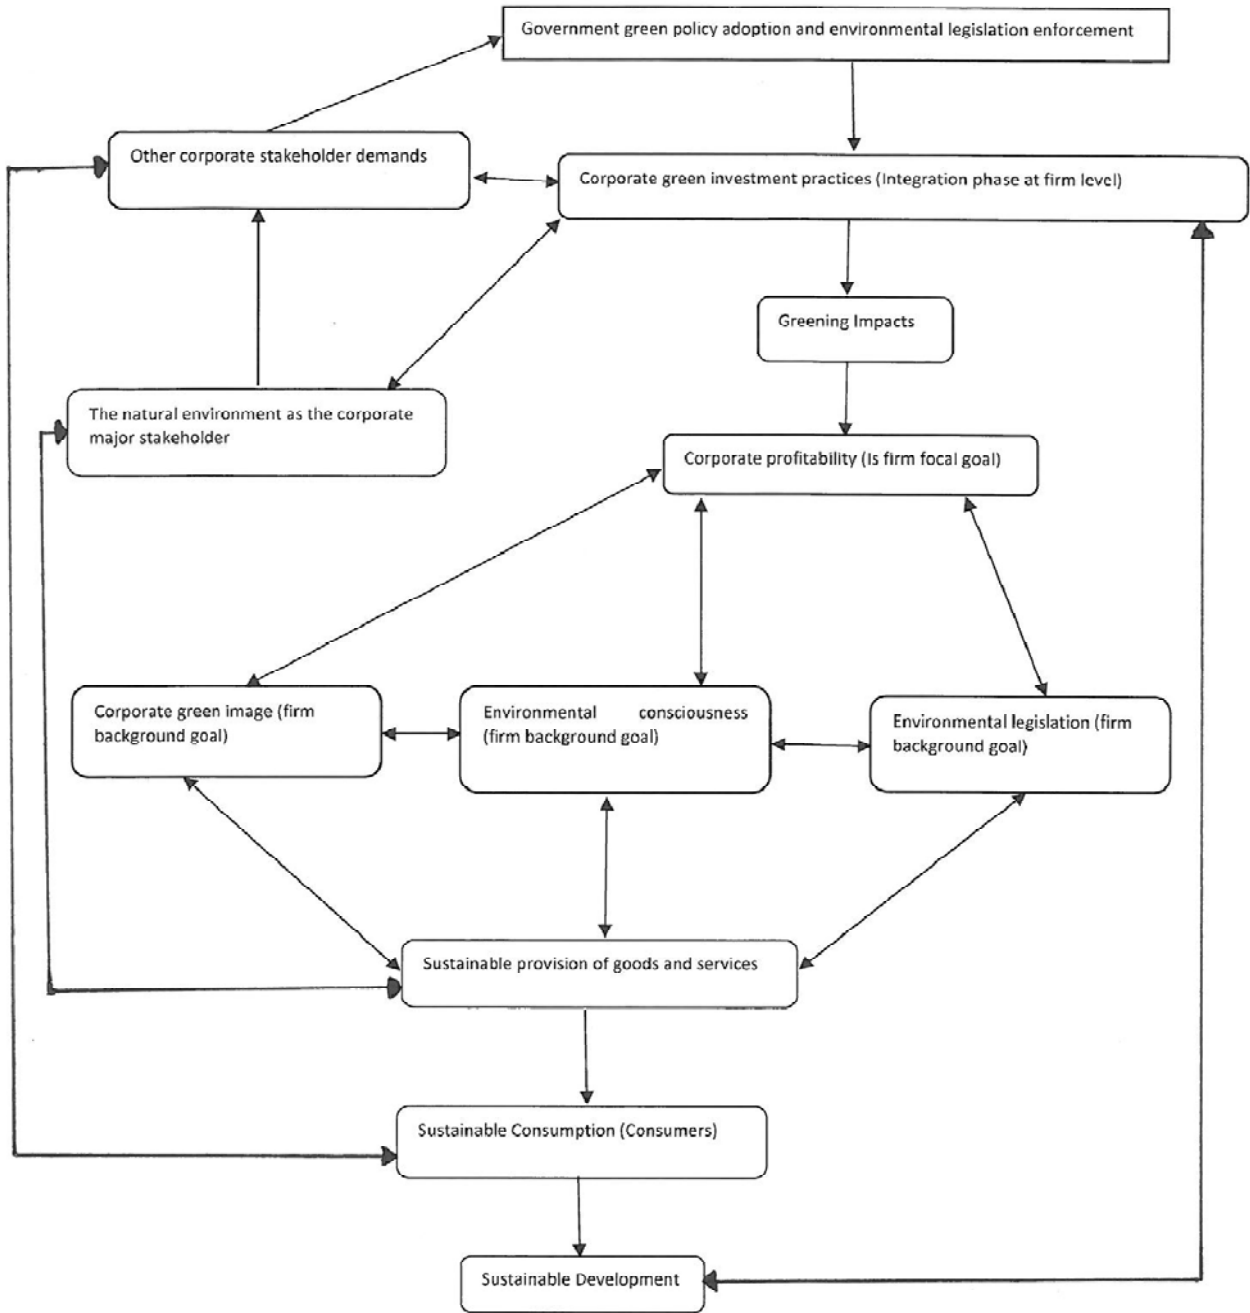 Government green policy adoption and environmental legislation enforcement
Other corporate stakeholder demands
Corporate green investment practices (Integration phase at firm level)
Greening Impacts
The natural environment as the corporate
major stakeholder
Corporate profitability (Is firm focal goal)
Corporate green image (firm
background goal)
Environmental consciousness
(firm background goal)
Environmental legislation (firm
background goal)
Sustainable provision of goods and services
Sustainable Consumption (Consumers)
Sustainable Development